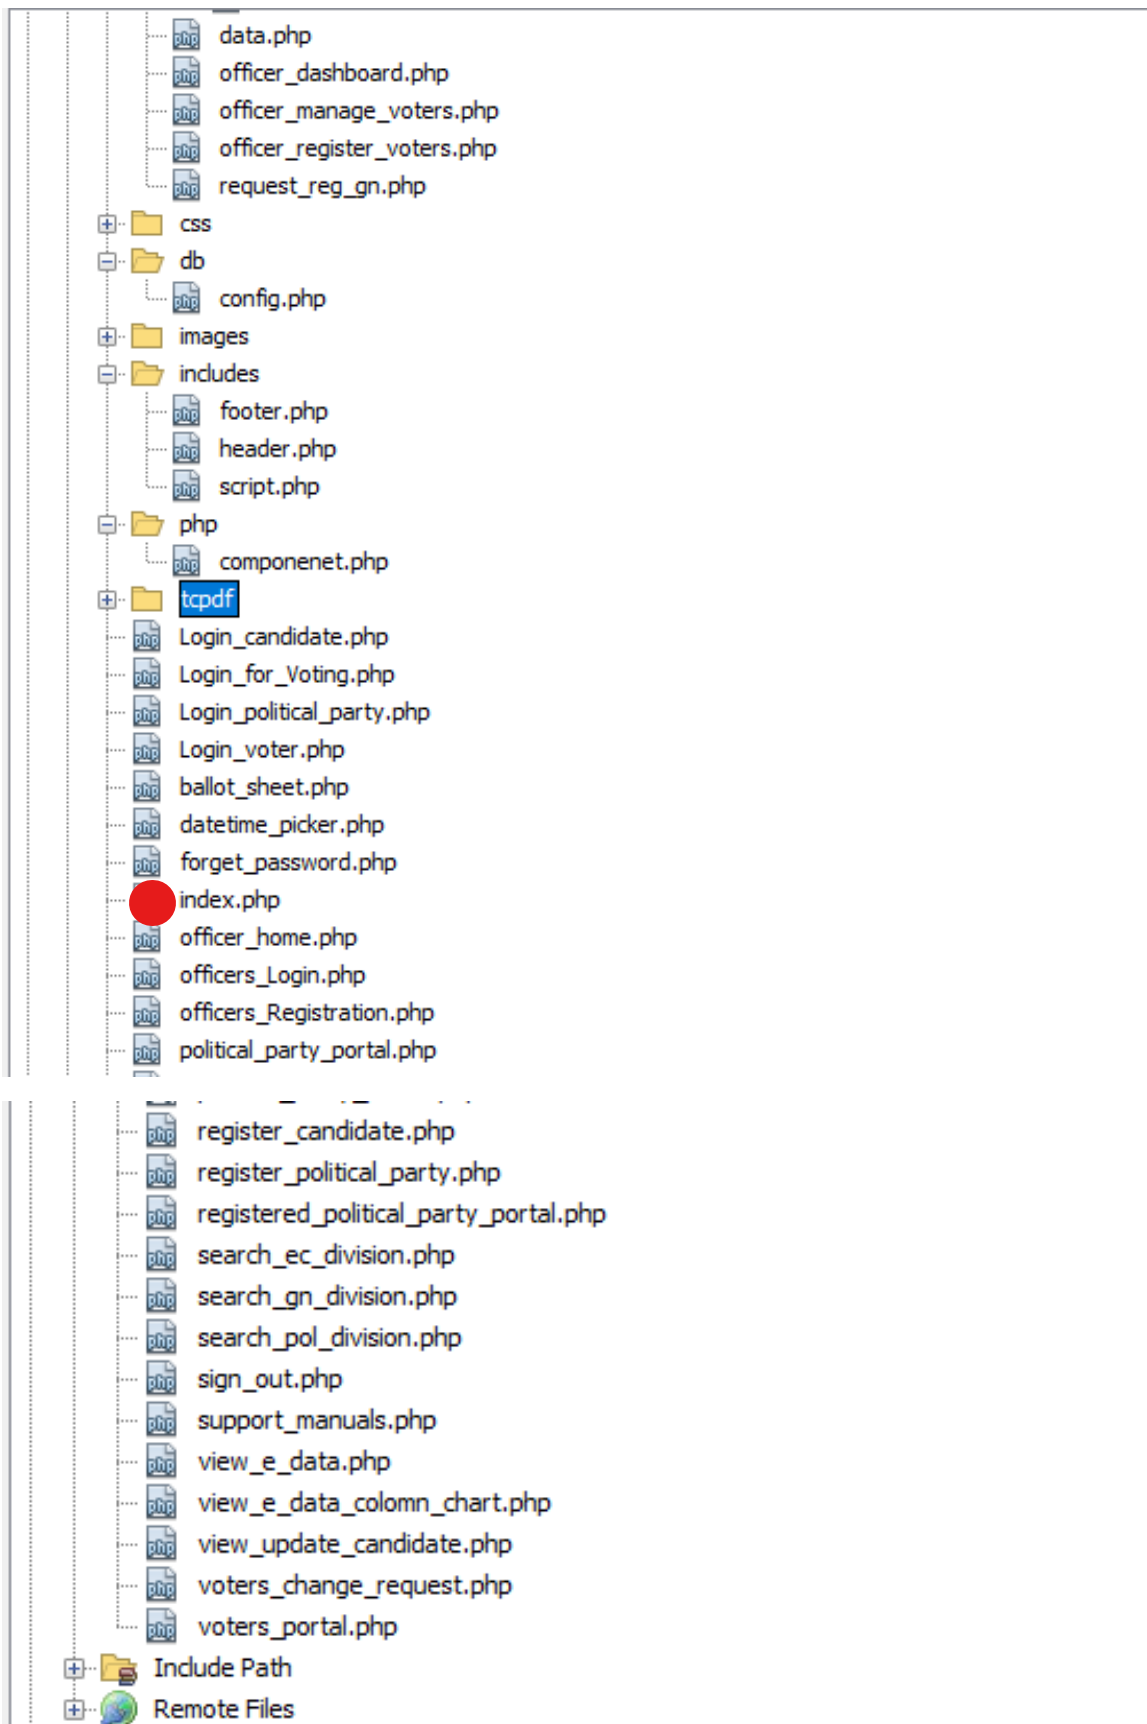 data.php
officer_dashboard.php
officer_manage_voters.php
officer_register_voters.php
request_reg_gn.php
css
db
config.php
images
includes
footer.php
header.php
script.php
php
componenet.php
tcpdf
Login_candidate.php
Login_for_Voting.php
Login_political_party.php
Login_voter.php
ballot_sheet.php
datetime_picker.php
forget_password.php
index.php
officer_home.php
officers_Login.php
officers_Registration.php
political_party_portal.php
register_candidate.php
register_political_party.php
registered_political_party_portal.php
search_ec_division.php
search_gn_division.php
search_pol_division.php
sign_out.php
support_manuals.php
view_e_data.php
view_e_data_colomn_chart.php
view_update_candidate.php
voters_change_request.php
voters_portal.php
Include Path
Remote Files